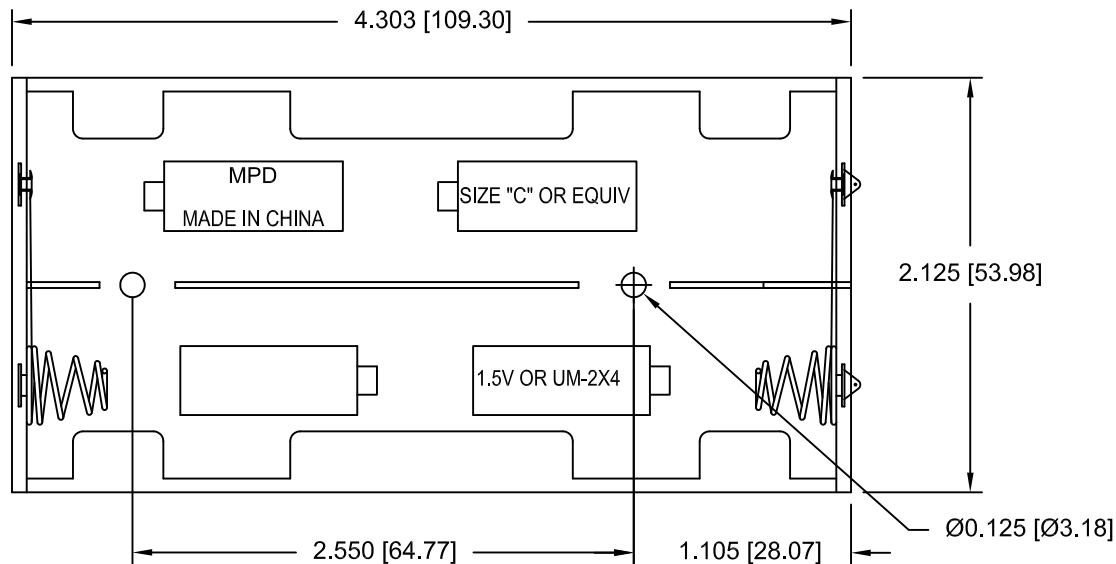 4.303 [109.30]
MPD
MADE IN CHINA
SIZE "C" OR EQUIV
2.125 [53.98]
1.5V OR UM-2X4
Ø0.125 [Ø3.18]
2.550 [64.77]
1.105 [28.07]